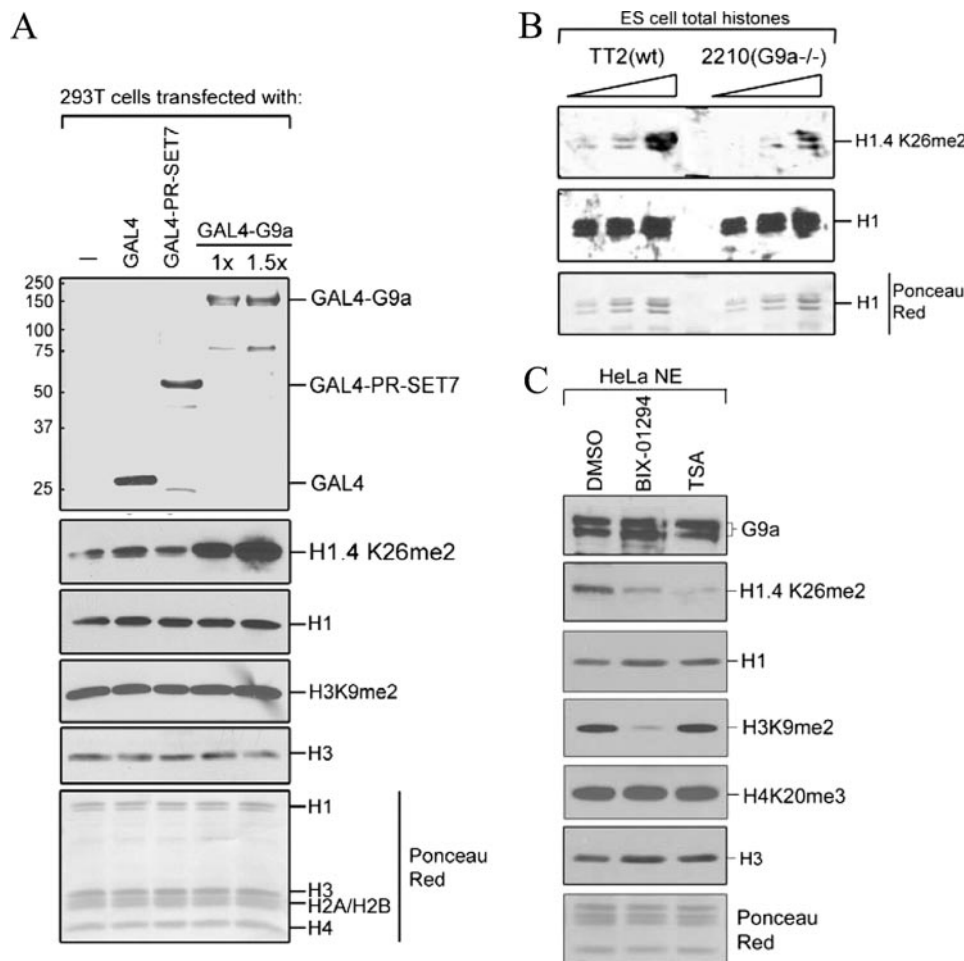 A
293T cells transfected with:
—
GAL4
GAL4-PR-SET7
GAL4-G9a
1x 1.5x
250
150
100
75
50
37
25
GAL4-G9a
GAL4-PR-SET7
GAL4
H1.4 K26me2
H1
H3K9me2
H3
H1
H3
H2A/H2B
H4
Ponceau
Red
B
ES cell total histones
TT2(wt) 2210(G9a-/-)
H1.4 K26me2
H1
H1
Ponceau
Red
C
HeLa NE
DMSO
BIX-01294
TSA
G9a
H1.4 K26me2
H1
H3K9me2
H4K20me3
H3
Ponceau
Red